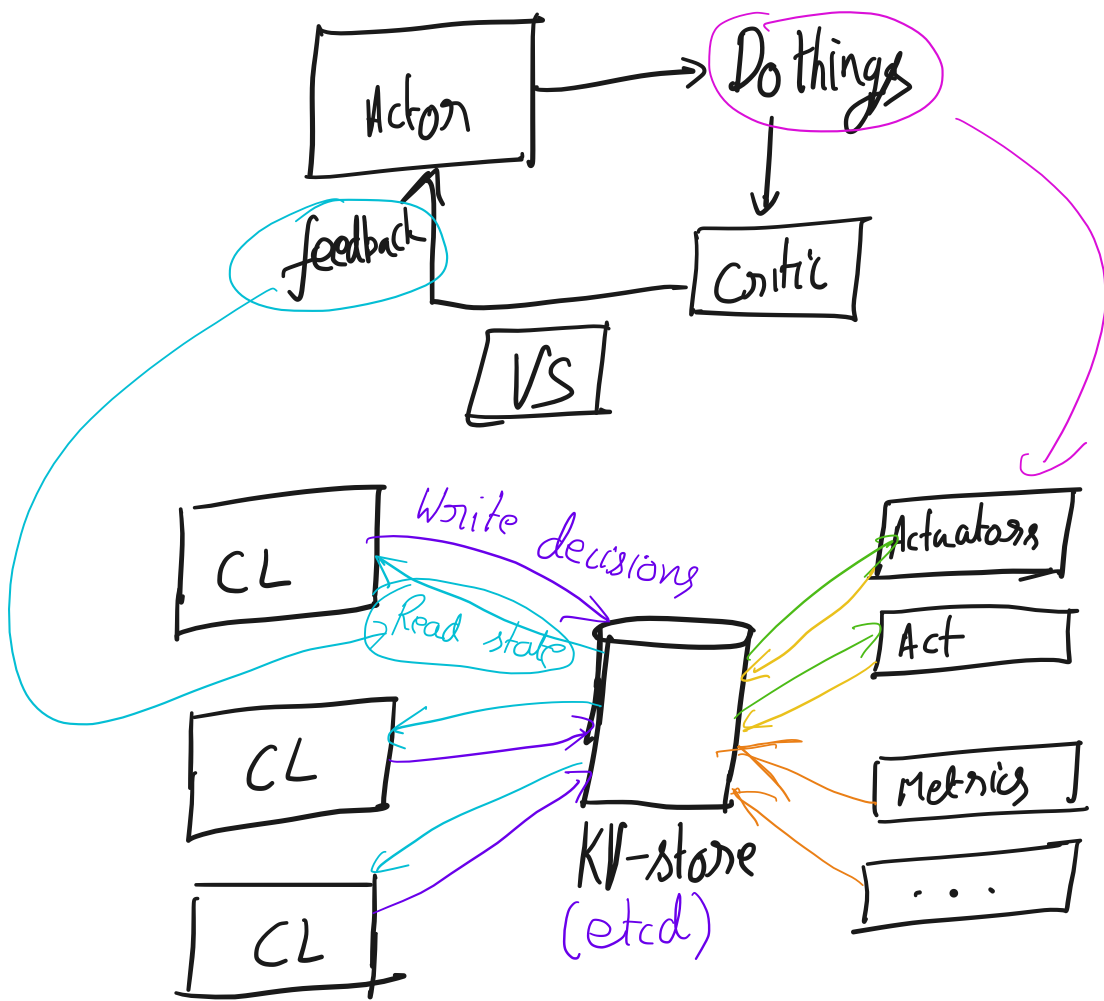 Actor
Do things
feedback
Critic
VS
CL
Write decisions
Read state
Actuators
Act
CL
Metrics
KV-store
(etcd)
...
CL